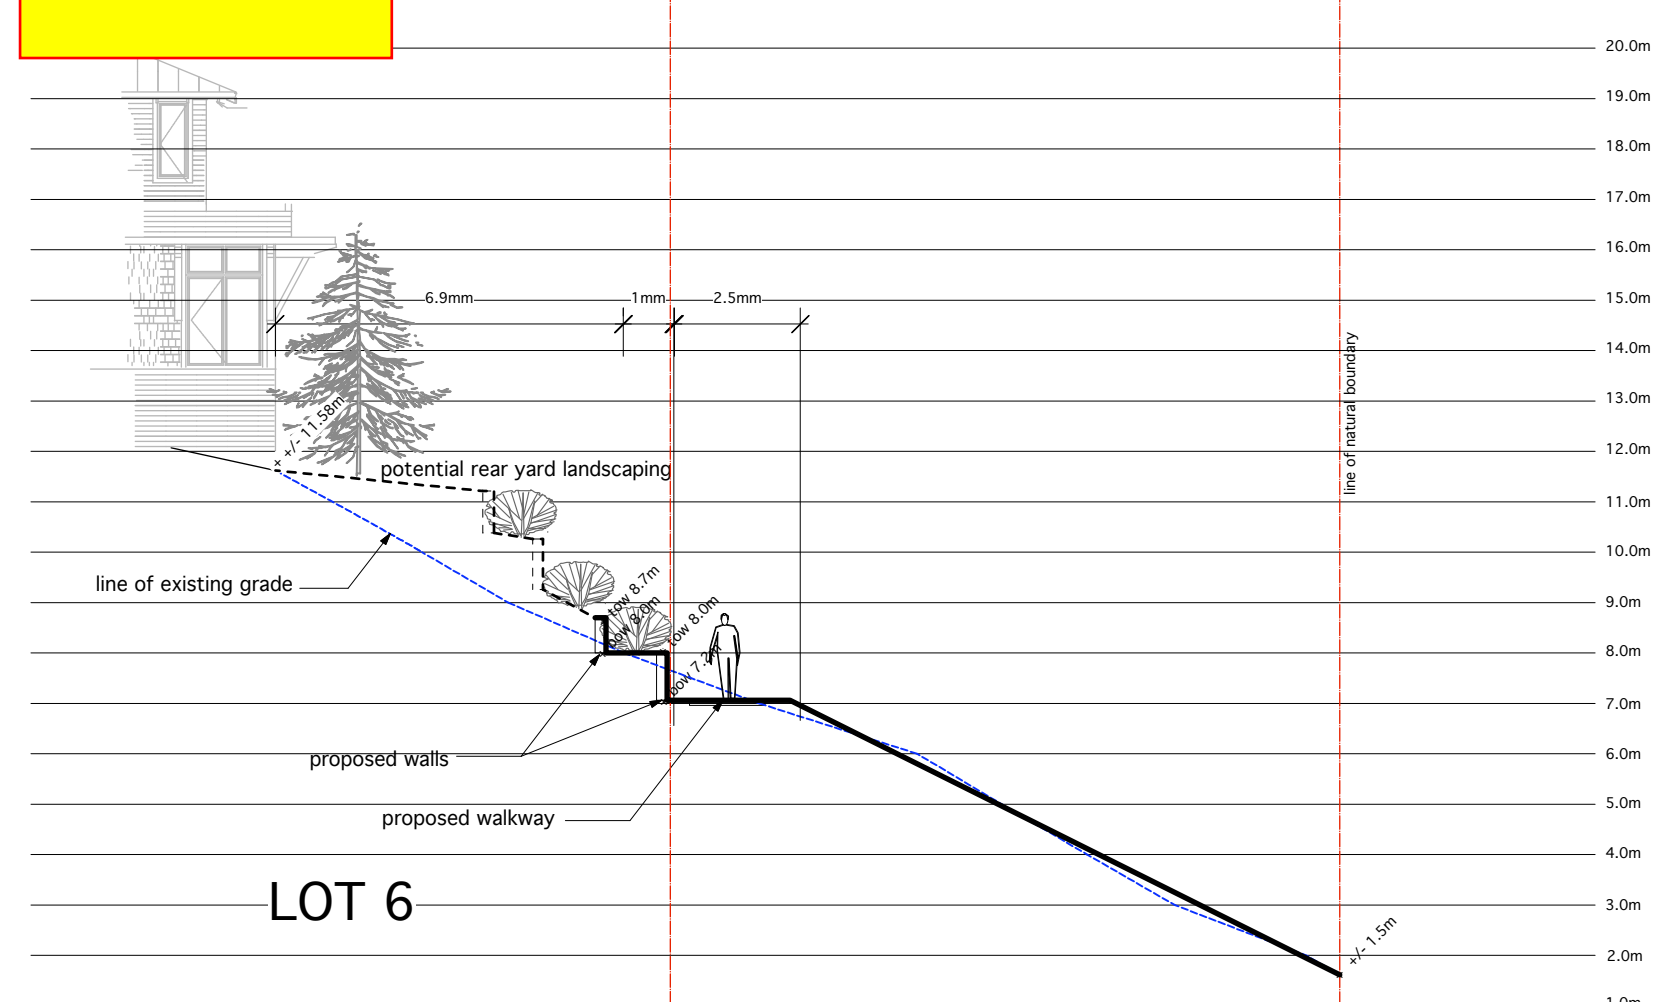 20.0m
19.0m
18.0m
17.0m
16.0m
15.0m
6.9mm
1mm
2.5mm
14.0m
line of natural boundary
13.0m
+/- 11.58m
12.0m
potential rear yard landscaping
11.0m
10.0m
line of existing grade
9.0m
tow 8.7m
bow 8.0m
tow 8.0m
8.0m
bow 7.2m
7.0m
6.0m
proposed walls
5.0m
proposed walkway
4.0m
LOT 6
3.0m
+/- 1.5m
2.0m
1.0m